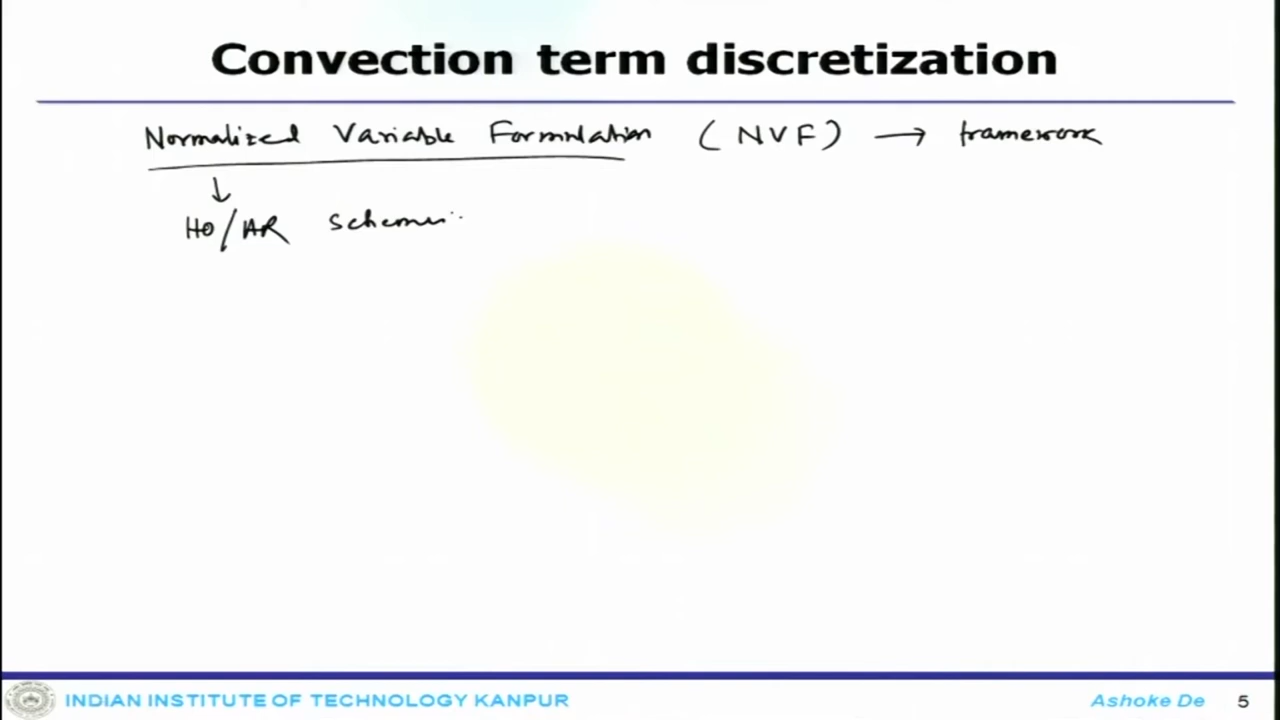 Convection term discretization
Normalized Variable Formulation (NVF) → framework
↓
HO/HR Schemes
INDIAN INSTITUTE OF TECHNOLOGY KANPUR
Ashoke De 5